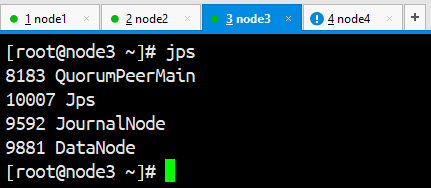 1 node1 × 2 node2 × 3 node3 × 4 node4 × +
[root@node3 ~]# jps
8183 QuorumPeerMain
10007 Jps
9592 JournalNode
9881 DataNode
[root@node3 ~]#